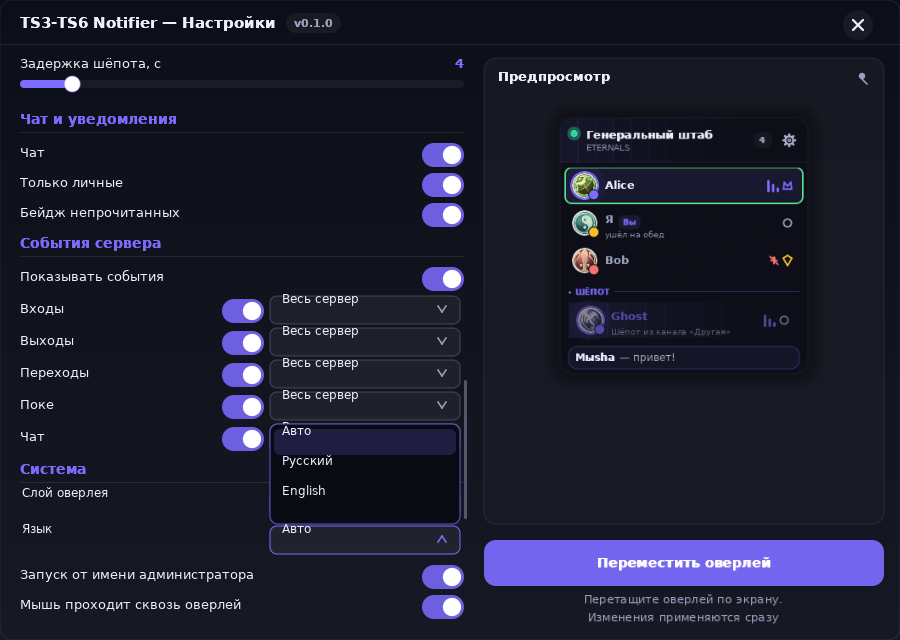 TS3-TS6 Notifier — Настройки v0.1.0
Задержка шёпота, с 4
Чат и уведомления
Чат
Только личные
Бейдж непрочитанных
События сервера
Показывать события
Входы Весь сервер
Выходы Весь сервер
Переходы Весь сервер
Поке Весь сервер
Чат
Авто
Русский
English
Система
Слой оверлея
Язык Авто
Запуск от имени администратора
Мышь проходит сквозь оверлей
Предпросмотр
Генеральный штаб 4
ETERNALS
Alice
Я Вы
ушёл на обед
Bob
ШЁПОТ
Ghost
Шёпот из канала «Другая»
Мыsha — привет!
Переместить оверлей
Перетащите оверлей по экрану.
Изменения применяются сразу